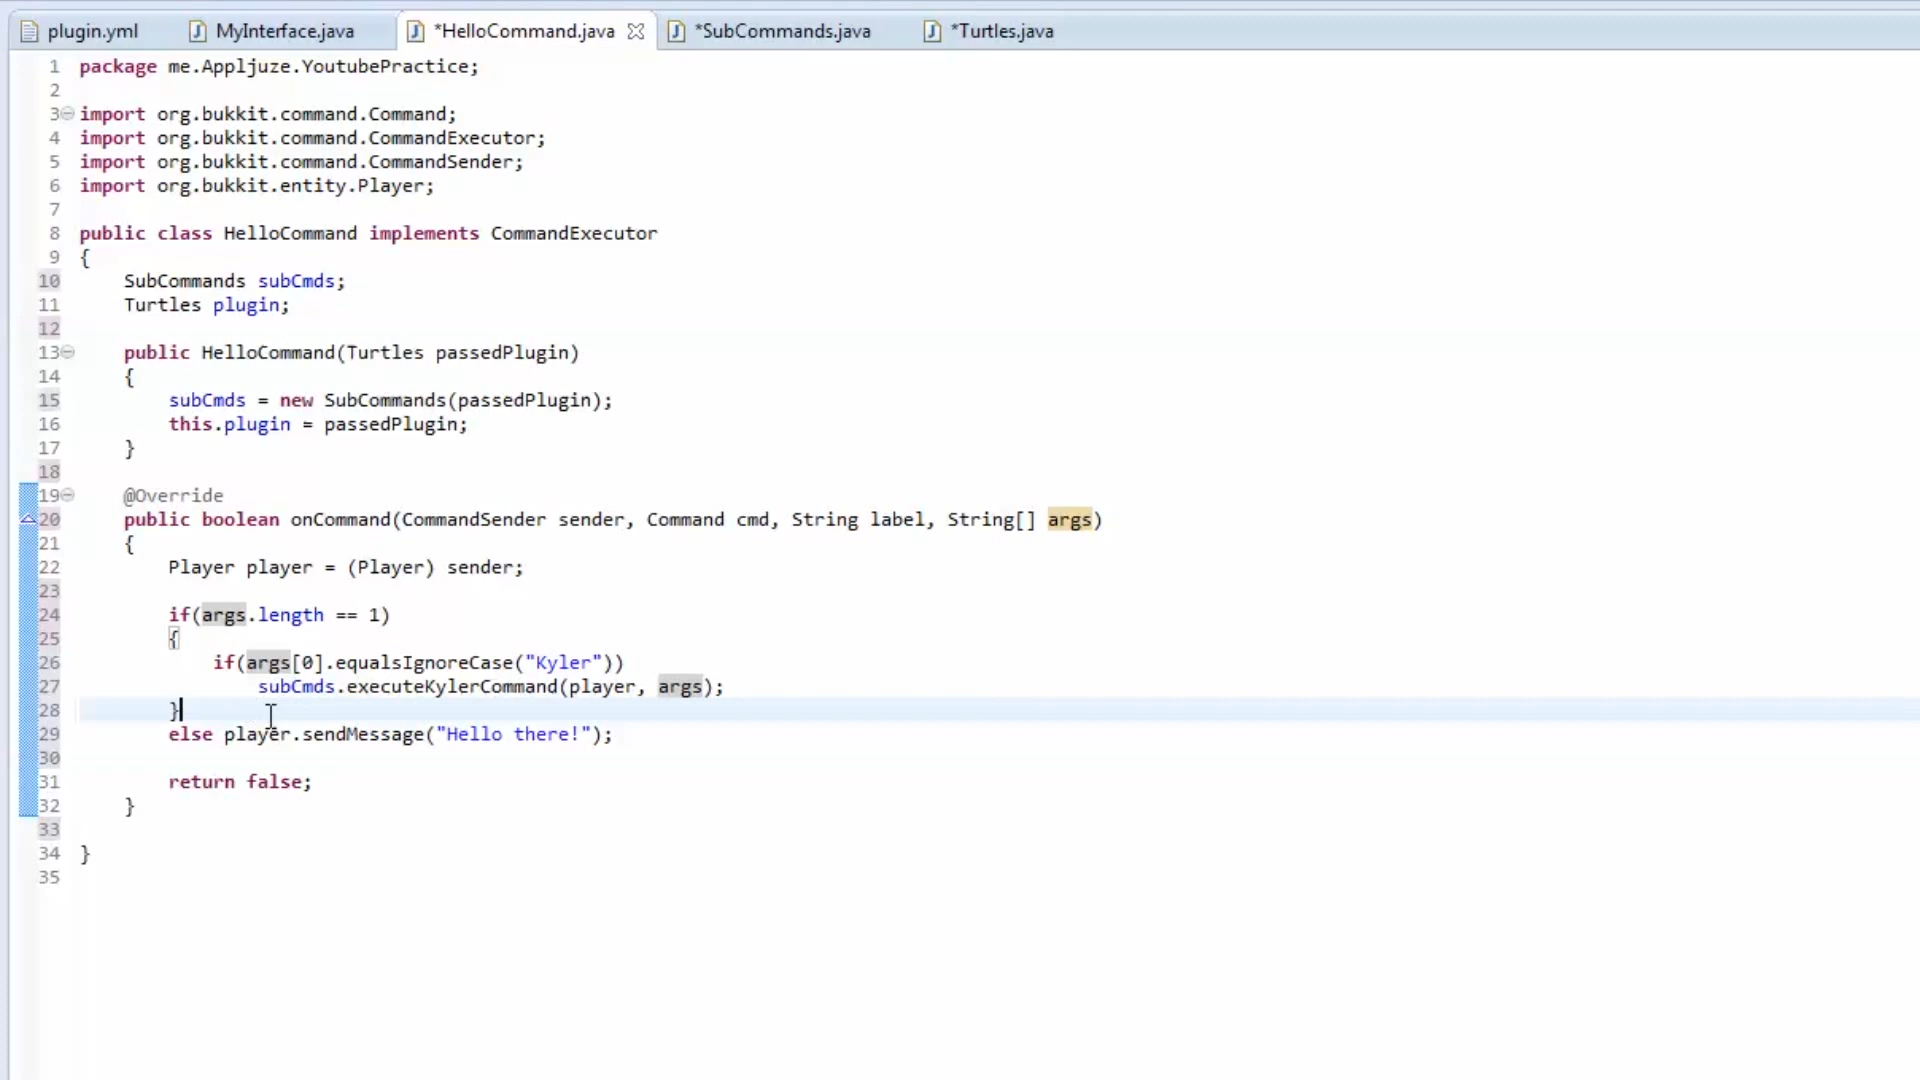 plugin.yml MyInterface.java *HelloCommand.java *SubCommands.java *Turtles.java
1 package me.Appljuze.YoutubePractice;
2
3 import org.bukkit.command.Command;
4 import org.bukkit.command.CommandExecutor;
5 import org.bukkit.command.CommandSender;
6 import org.bukkit.entity.Player;
7
8 public class HelloCommand implements CommandExecutor
9 {
10 SubCommands subCmds;
11 Turtles plugin;
12
13 public HelloCommand(Turtles passedPlugin)
14 {
15 subCmds = new SubCommands(passedPlugin);
16 this.plugin = passedPlugin;
17 }
18
19 @Override
20 public boolean onCommand(CommandSender sender, Command cmd, String label, String[] args)
21 {
22 Player player = (Player) sender;
23
24 if(args.length == 1)
25 {
26 if(args[0].equalsIgnoreCase("Kyler"))
27 subCmds.executeKylerCommand(player, args);
28 }
29 else player.sendMessage("Hello there!");
30
31 return false;
32 }
33
34 }
35